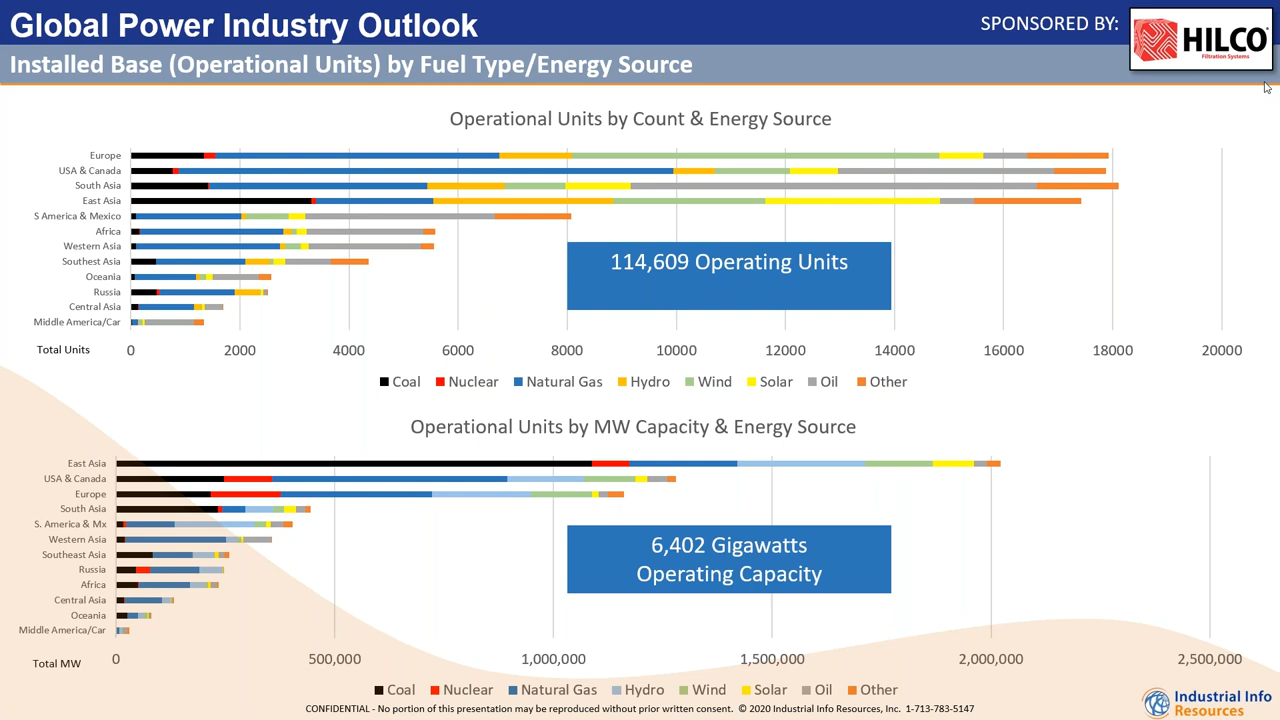 Global Power Industry Outlook
SPONSORED BY:
HILCO
Filtration Systems
Installed Base (Operational Units) by Fuel Type/Energy Source
Operational Units by Count & Energy Source
Europe
USA & Canada
South Asia
East Asia
S America & Mexico
Africa
Western Asia
Southest Asia
Oceania
Russia
Central Asia
Middle America/Car
114,609 Operating Units
Total Units 0 2000 4000 6000 8000 10000 12000 14000 16000 18000 20000
Coal Nuclear Natural Gas Hydro Wind Solar Oil Other
Operational Units by MW Capacity & Energy Source
East Asia
USA & Canada
Europe
South Asia
S. America & Mx
Western Asia
Southeast Asia
Russia
Africa
Central Asia
Oceania
Middle America/Car
6,402 Gigawatts
Operating Capacity
Total MW 0 500,000 1,000,000 1,500,000 2,000,000 2,500,000
Coal Nuclear Natural Gas Hydro Wind Solar Oil Other
CONFIDENTIAL - No portion of this presentation may be reproduced without prior written consent. © 2020 Industrial Info Resources, Inc. 1-713-783-5147
Industrial Info
Resources